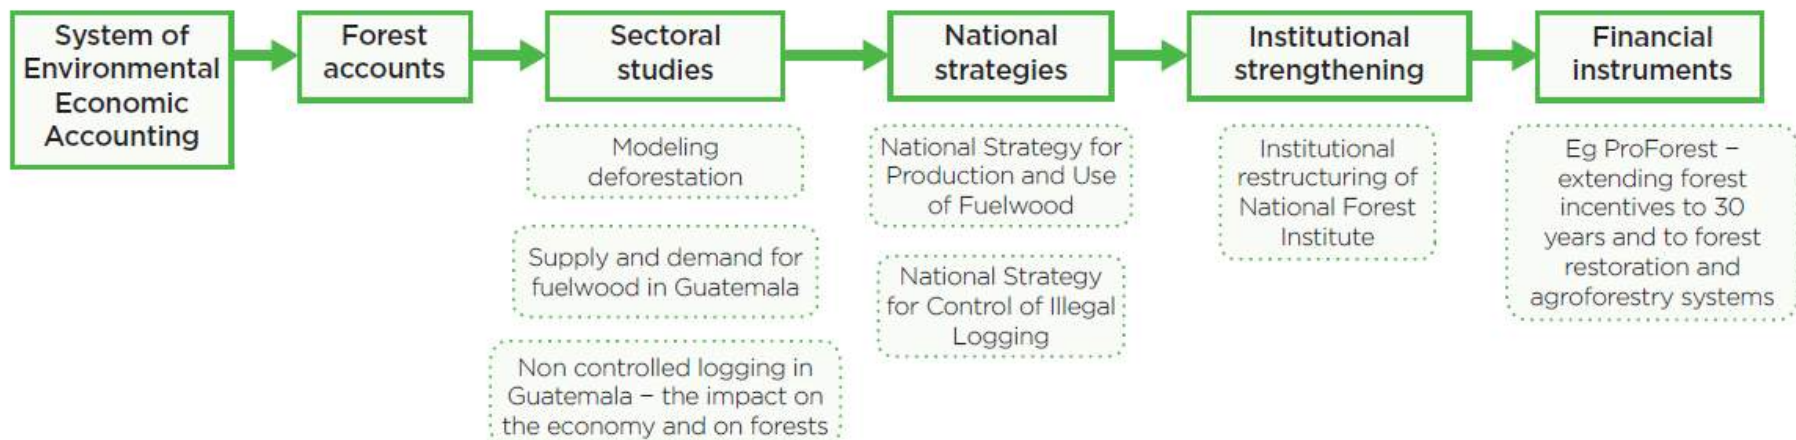 System of
Environmental
Economic
Accounting
Forest
accounts
Sectoral
studies
National
strategies
Institutional
strengthening
Financial
instruments
Modeling
deforestation
Supply and demand for
fuelwood in Guatemala
Non controlled logging in
Guatemala – the impact on
the economy and on forests
National Strategy for
Production and Use
of Fuelwood
National Strategy
for Control of Illegal
Logging
Institutional
restructuring of
National Forest
Institute
Eg ProForest –
extending forest
incentives to 30
years and to forest
restoration and
agroforestry systems